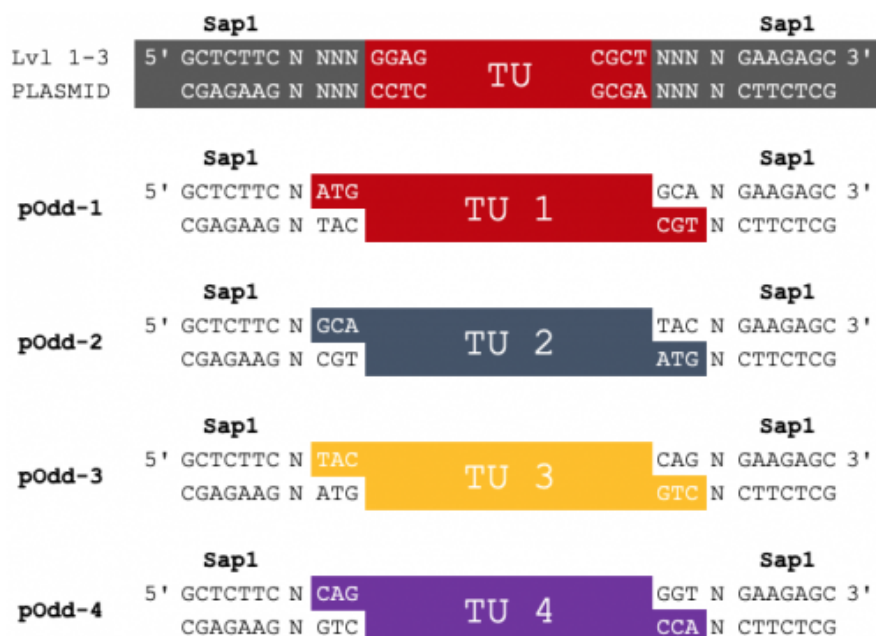 Sap1 Sap1
Lvl 1-3 5' GCTCTTC N NNN GGAG CGCT NNN N GAAGAGC 3'
PLASMID CGAGAAG N NNN CCTC TU GCGA NNN N CTTCTCG
Sap1 Sap1
5' GCTCTTC N ATG GCA N GAAGAGC 3'
pOdd-1 TU 1
CGAGAAG N TAC CGT N CTTCTCG
Sap1 Sap1
5' GCTCTTC N GCA TAC N GAAGAGC 3'
pOdd-2 TU 2
CGAGAAG N CGT ATG N CTTCTCG
Sap1 Sap1
5' GCTCTTC N TAC CAG N GAAGAGC 3'
pOdd-3 TU 3
CGAGAAG N ATG GTC N CTTCTCG
Sap1 Sap1
5' GCTCTTC N CAG GGT N GAAGAGC 3'
pOdd-4 TU 4
CGAGAAG N GTC CCA N CTTCTCG